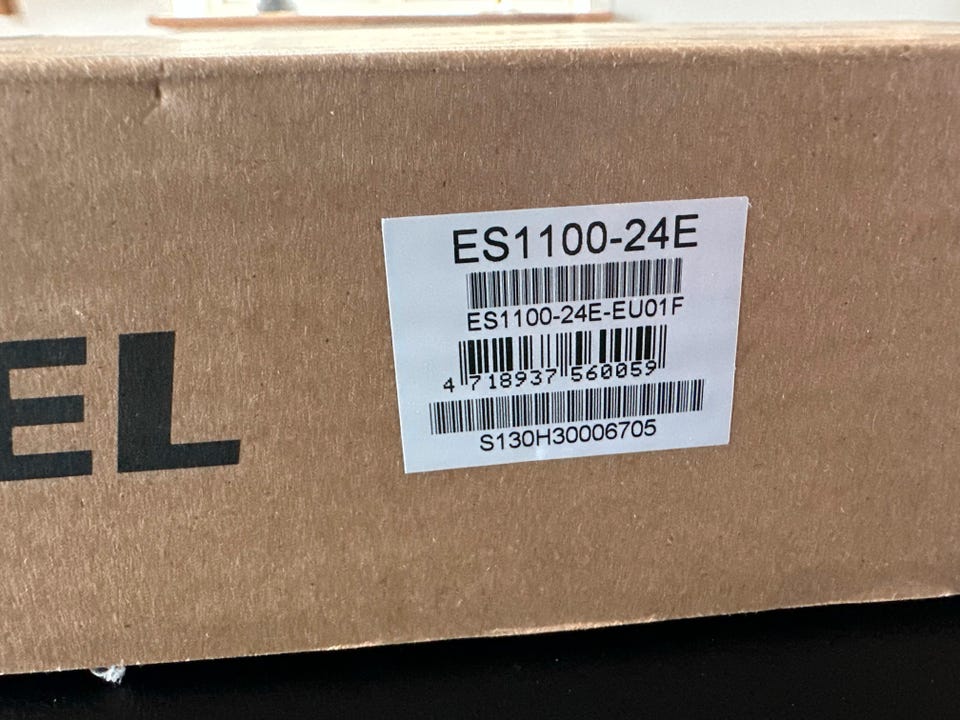 EL
ES1100-24E
ES1100-24E-EU01F
4 718937 560059
S130H30006705